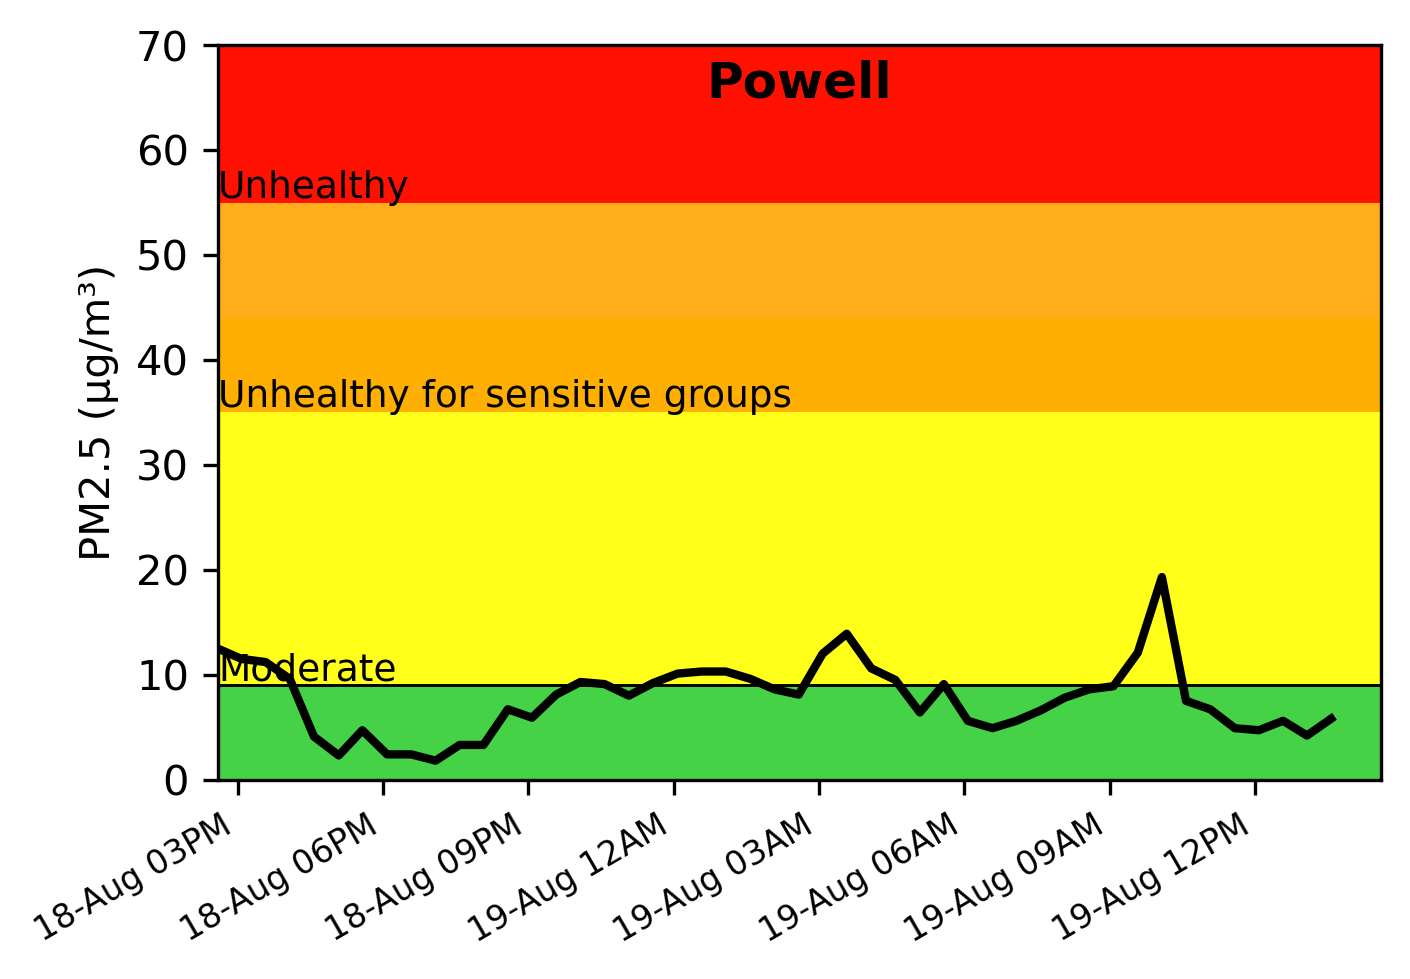 Powell
70
60
50
40
30
20
10
0
PM2.5 (µg/m³)
Unhealthy
Unhealthy for sensitive groups
Moderate
18-Aug 03PM
18-Aug 06PM
18-Aug 09PM
19-Aug 12AM
19-Aug 03AM
19-Aug 06AM
19-Aug 09AM
19-Aug 12PM